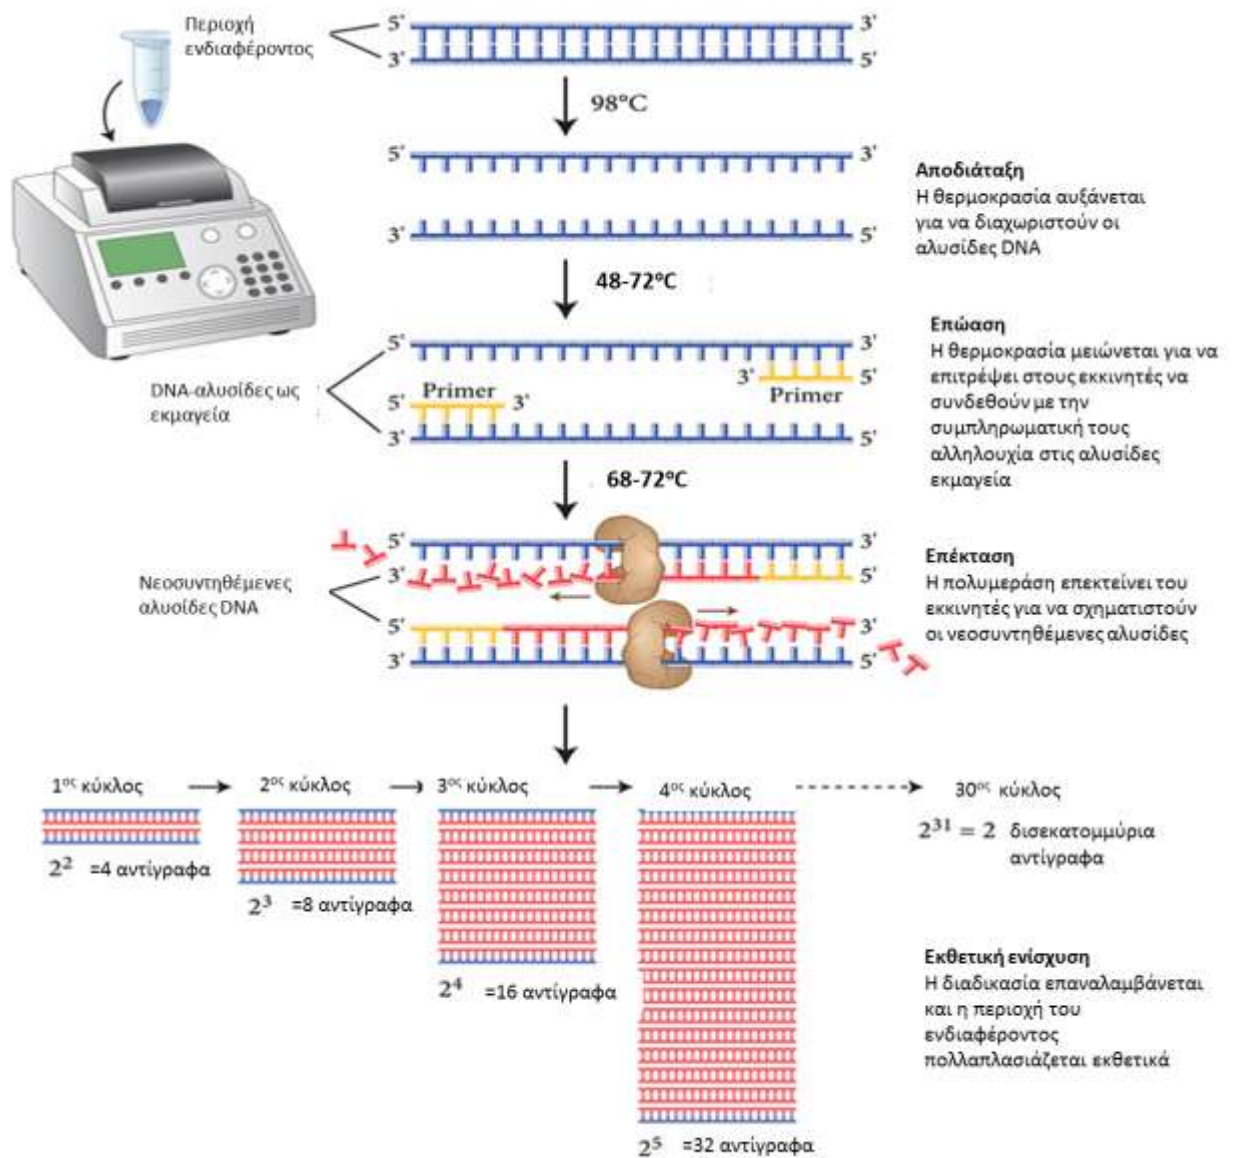 Περιοχή
ενδιαφέροντος
5' 3'
3' 5'
98°C
5' 3'
3' 5'
Αποδιάταξη
Η θερμοκρασία αυξάνεται
για να διαχωριστούν οι
αλυσίδες DNA
48-72°C
5' 3'
3' 5'
Primer
DNA-αλυσίδες ως
εκμαγεία
Primer
5' 3'
3' 5'
Επώαση
Η θερμοκρασία μειώνεται για να
επιτρέψει στους εκκινητές να
συνδεθούν με την
συμπληρωματική τους
αλληλουχία στις αλυσίδες
εκμαγεία
68-72°C
5' 3'
3' 5'
Νεοσυντηθέμενες
αλυσίδες DNA
5' 3'
3' 5'
Επέκταση
Η πολυμεράση επεκτείνει του
εκκινητές για να σχηματιστούν
οι νεοσυντηθέμενες αλυσίδες
1ος κύκλος
2ος κύκλος
3ος κύκλος
4ος κύκλος
30ος κύκλος
2² =4 αντίγραφα
2³ =8 αντίγραφα
2⁴ =16 αντίγραφα
2⁵ =32 αντίγραφα
2³¹ = 2 δισεκατομμύρια
αντίγραφα
Εκθετική ενίσχυση
Η διαδικασία επαναλαμβάνεται
και η περιοχή του
ενδιαφέροντος
πολλαπλασιάζεται εκθετικά